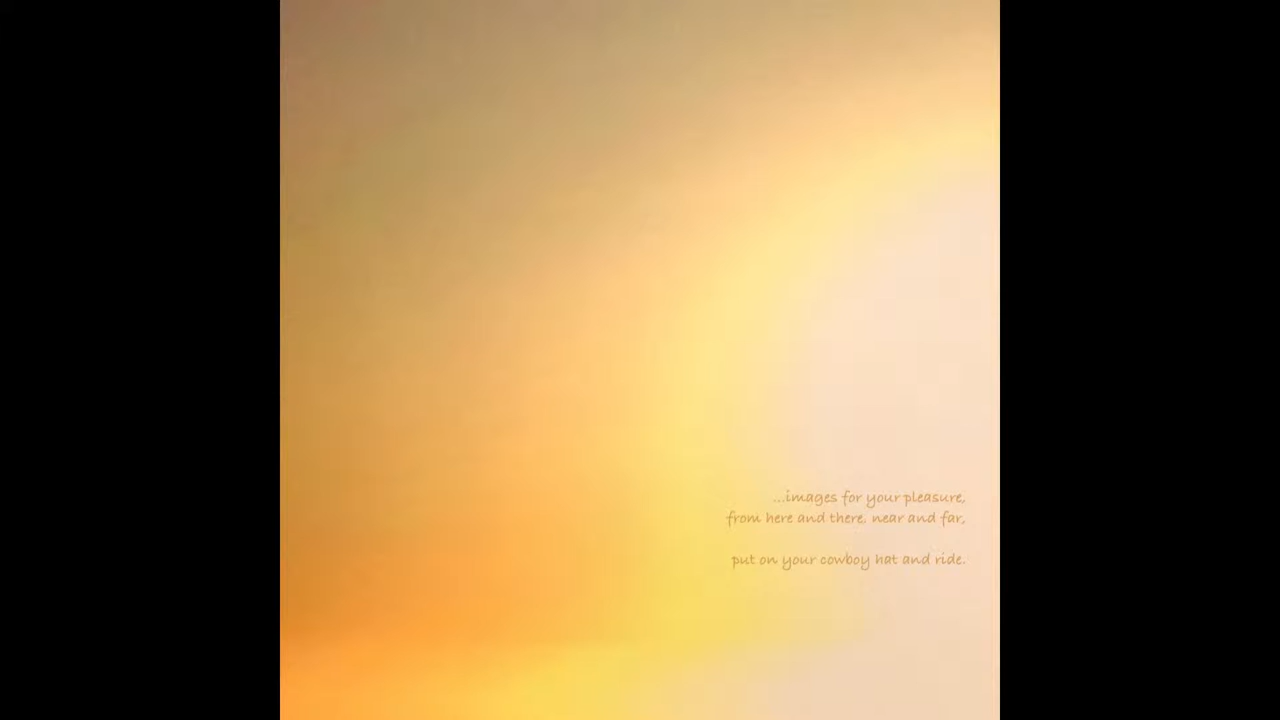 ...images for your pleasure,
from here and there, near and far,
put on your cowboy hat and ride.